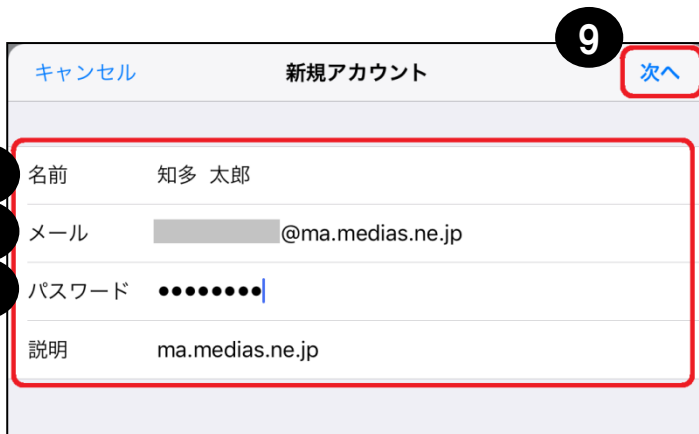 9
キャンセル 新規アカウント 次へ
名前 知多 太郎
メール @ma.medias.ne.jp
パスワード ••••••••
説明 ma.medias.ne.jp